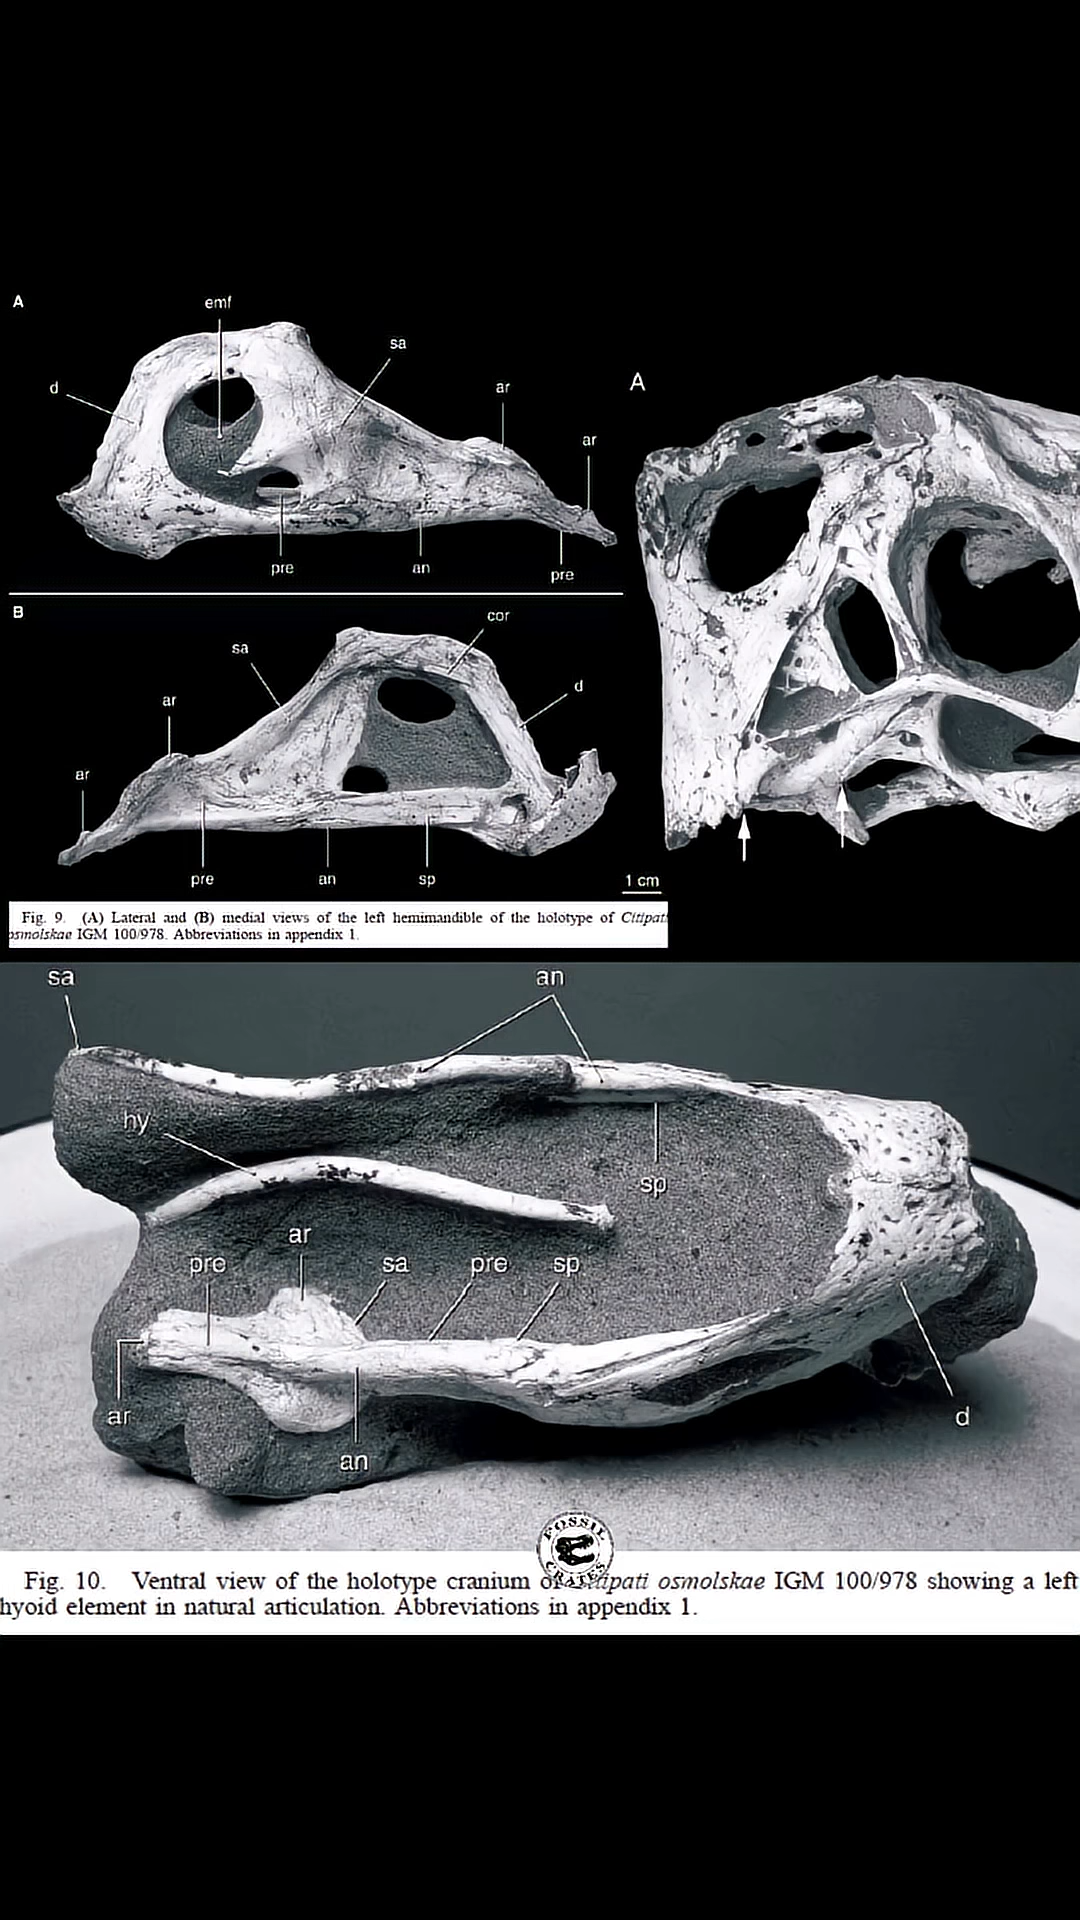 A
emf
sa
d
ar
ar
pre
an
pre
B
cor
sa
d
ar
ar
pre
an
sp
1 cm
Fig. 9. (A) Lateral and (B) medial views of the left hemimandible of the holotype of Citipati
osmolskae IGM 100/978. Abbreviations in appendix 1.
A
sa
an
hy
sp
ar
pre
sa
pre
sp
ar
an
d
FOSSIL
CRATES
Fig. 10. Ventral view of the holotype cranium of Citipati osmolskae IGM 100/978 showing a left
hyoid element in natural articulation. Abbreviations in appendix 1.